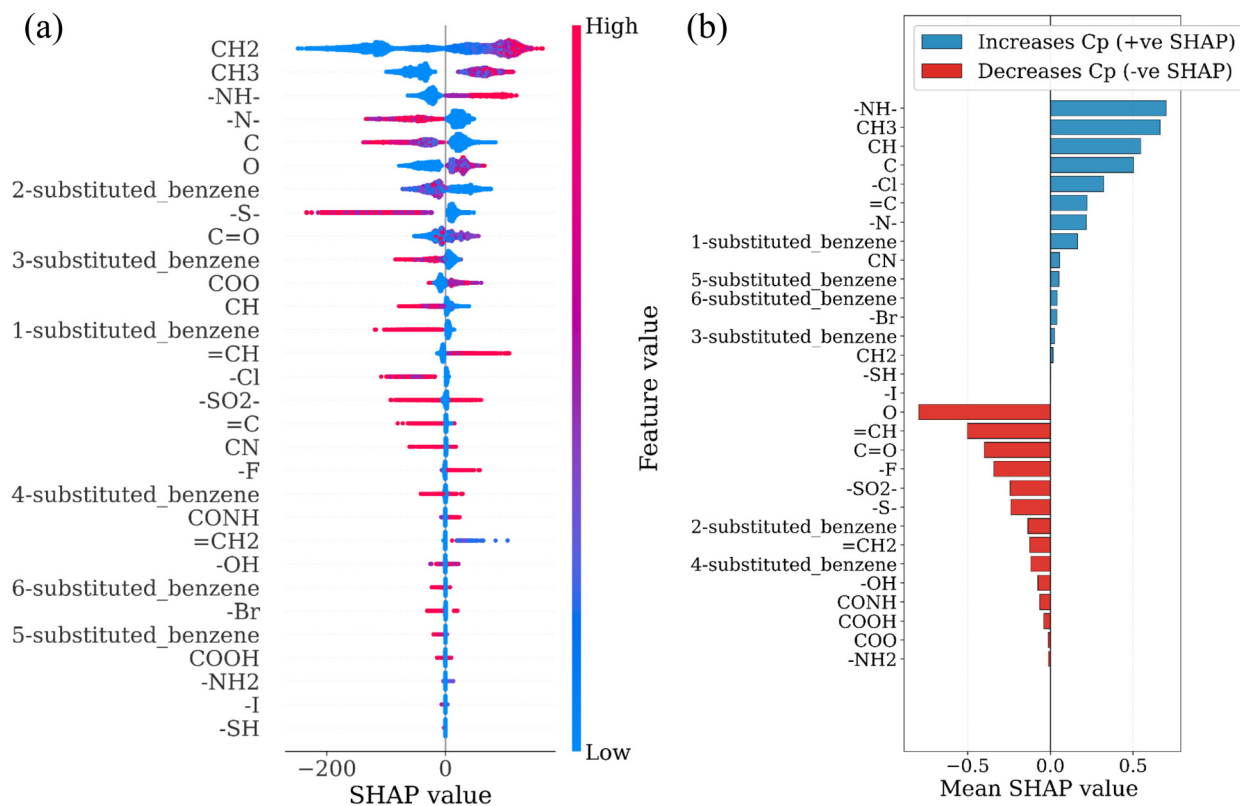 (a)
High
CH2
CH3
-NH-
-N-
C
O
2-substituted_benzene
-S-
C=O
3-substituted_benzene
COO
CH
1-substituted_benzene
=CH
-Cl
-SO2-
=C
CN
-F
4-substituted_benzene
CONH
=CH2
-OH
6-substituted_benzene
-Br
5-substituted_benzene
COOH
-NH2
-I
-SH
Low
Feature value
−200
0
SHAP value
(b)
Increases Cp (+ve SHAP)
Decreases Cp (-ve SHAP)
-NH-
CH3
CH
C
-Cl
=C
-N-
1-substituted_benzene
CN
5-substituted_benzene
6-substituted_benzene
-Br
3-substituted_benzene
CH2
-SH
-I
O
=CH
C=O
-F
-SO2-
-S-
2-substituted_benzene
=CH2
4-substituted_benzene
-OH
CONH
COOH
COO
-NH2
−0.5
0.0
0.5
Mean SHAP value